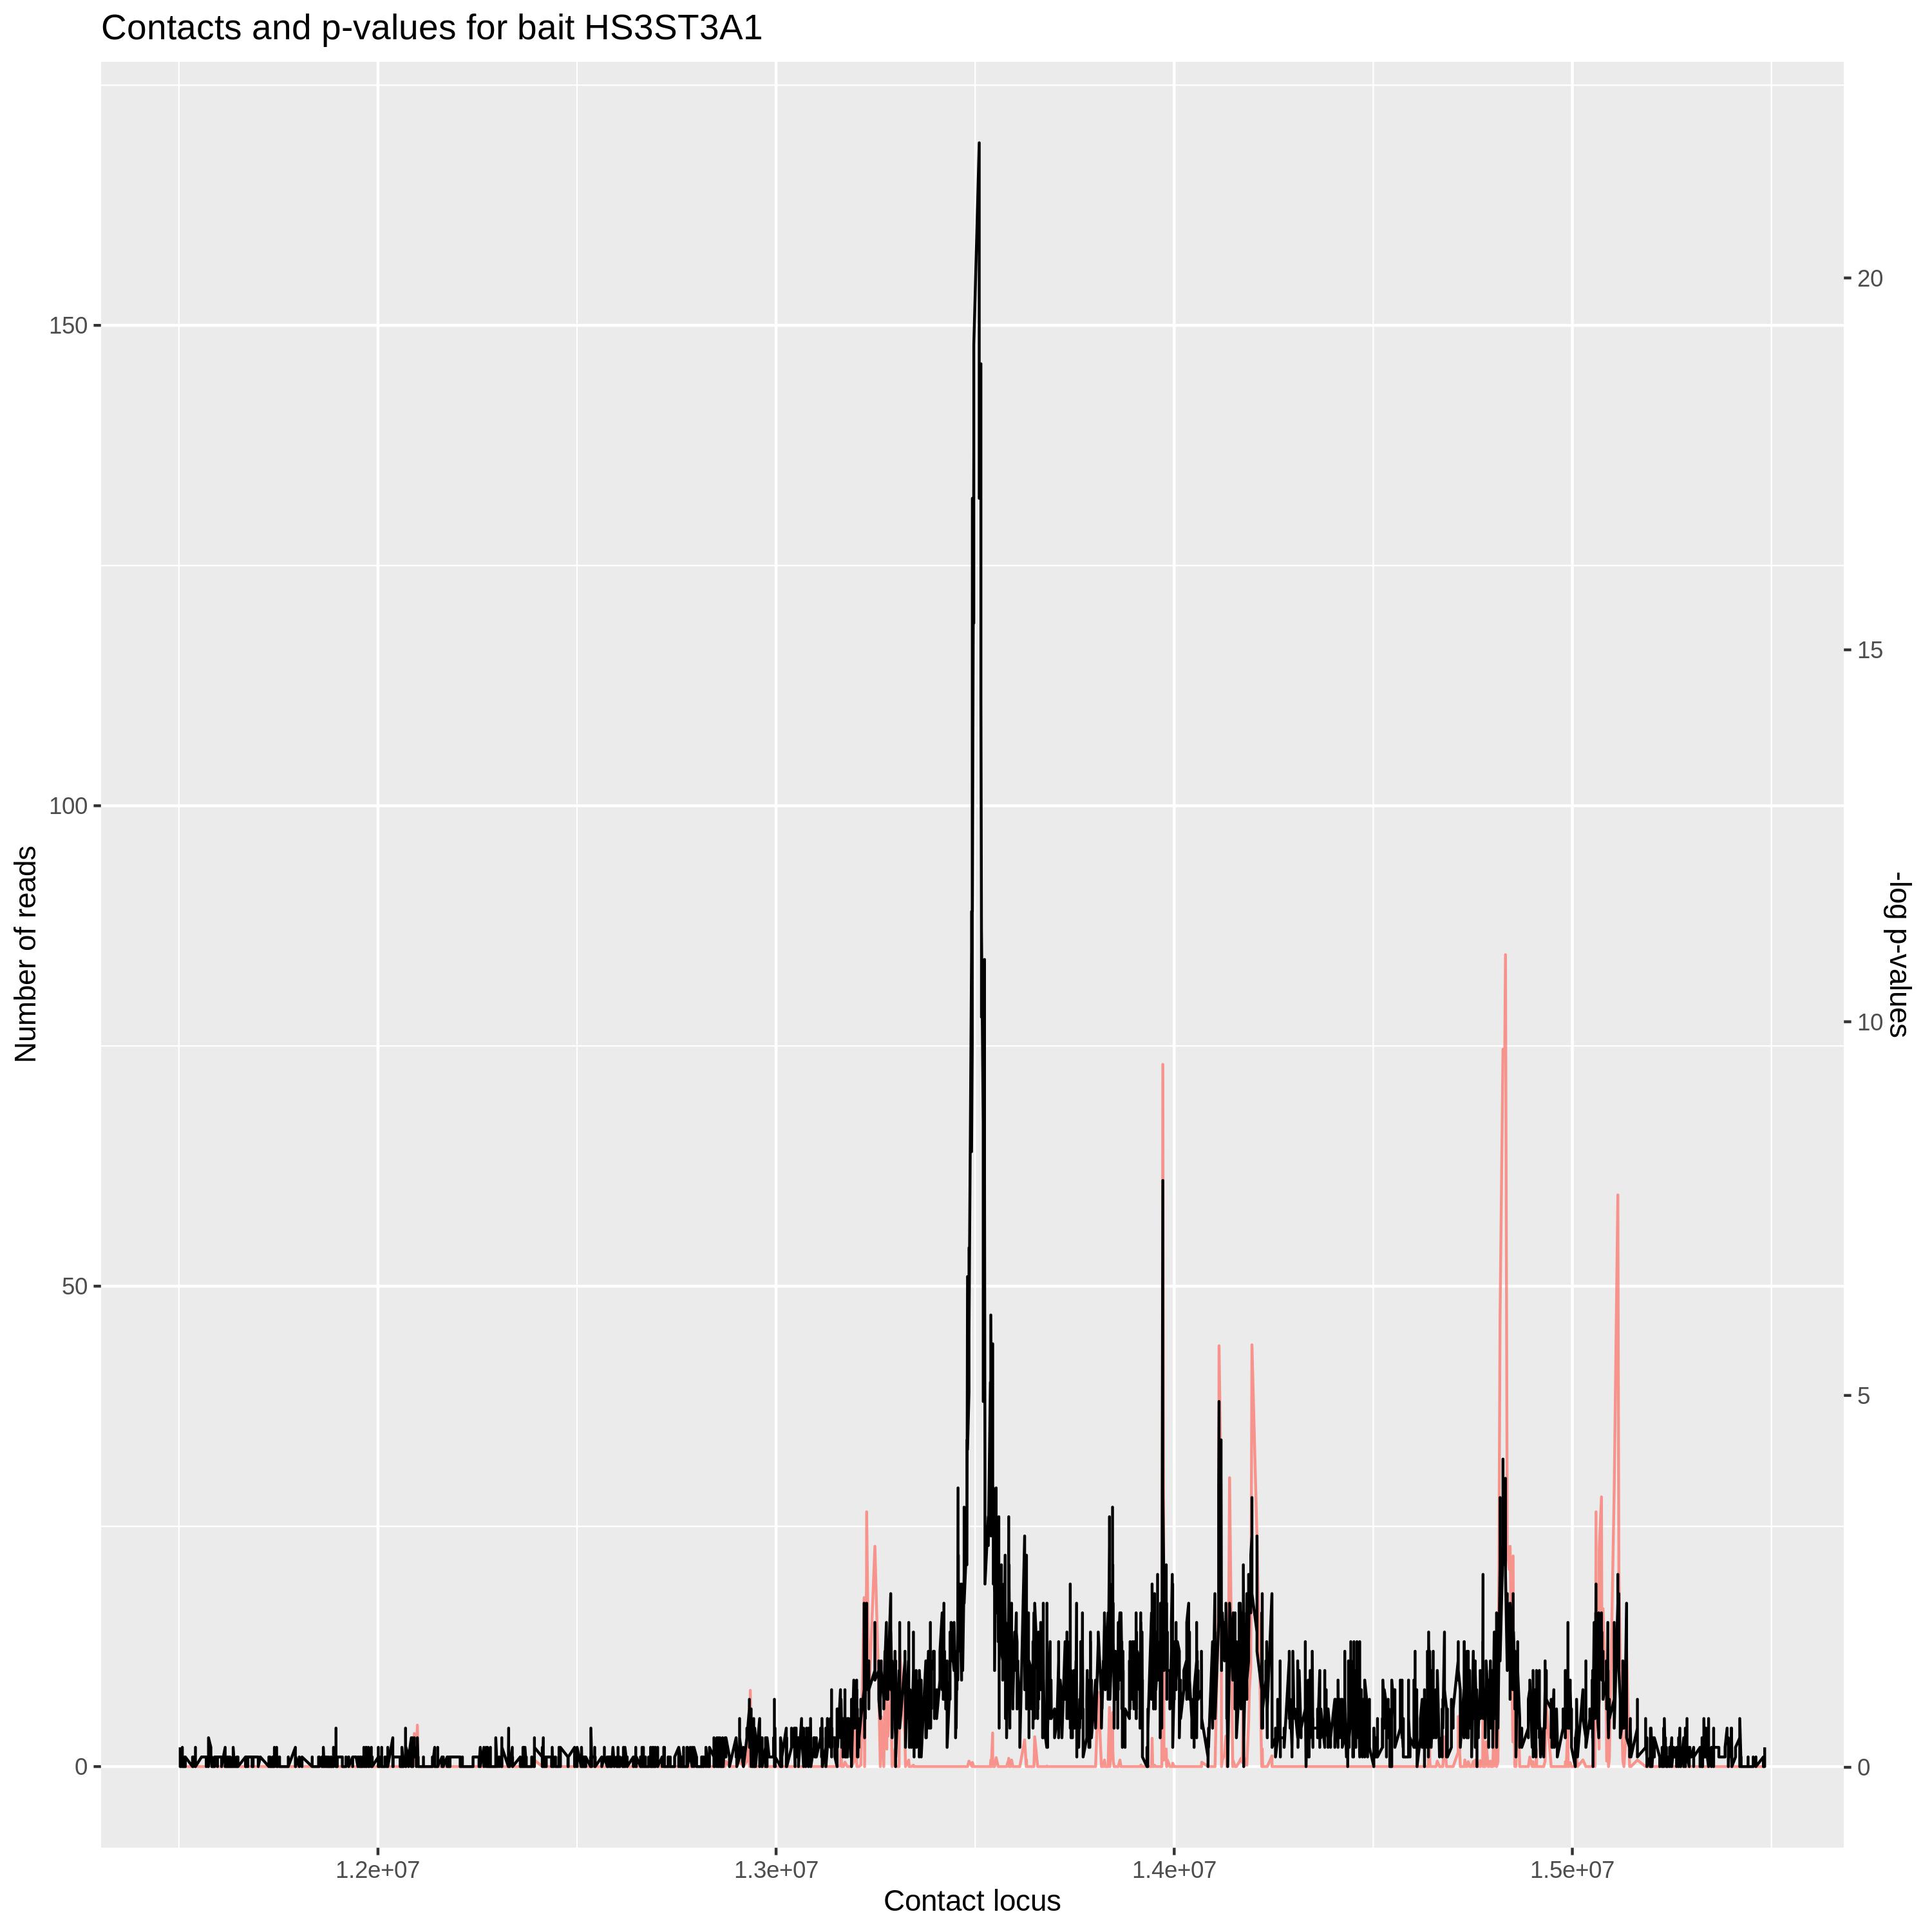 Contacts and p-values for bait HS3ST3A1
Number of reads
150
100
50
0
20
15
10
5
0
-log p-values
1.2e+07
1.3e+07
1.4e+07
1.5e+07
Contact locus